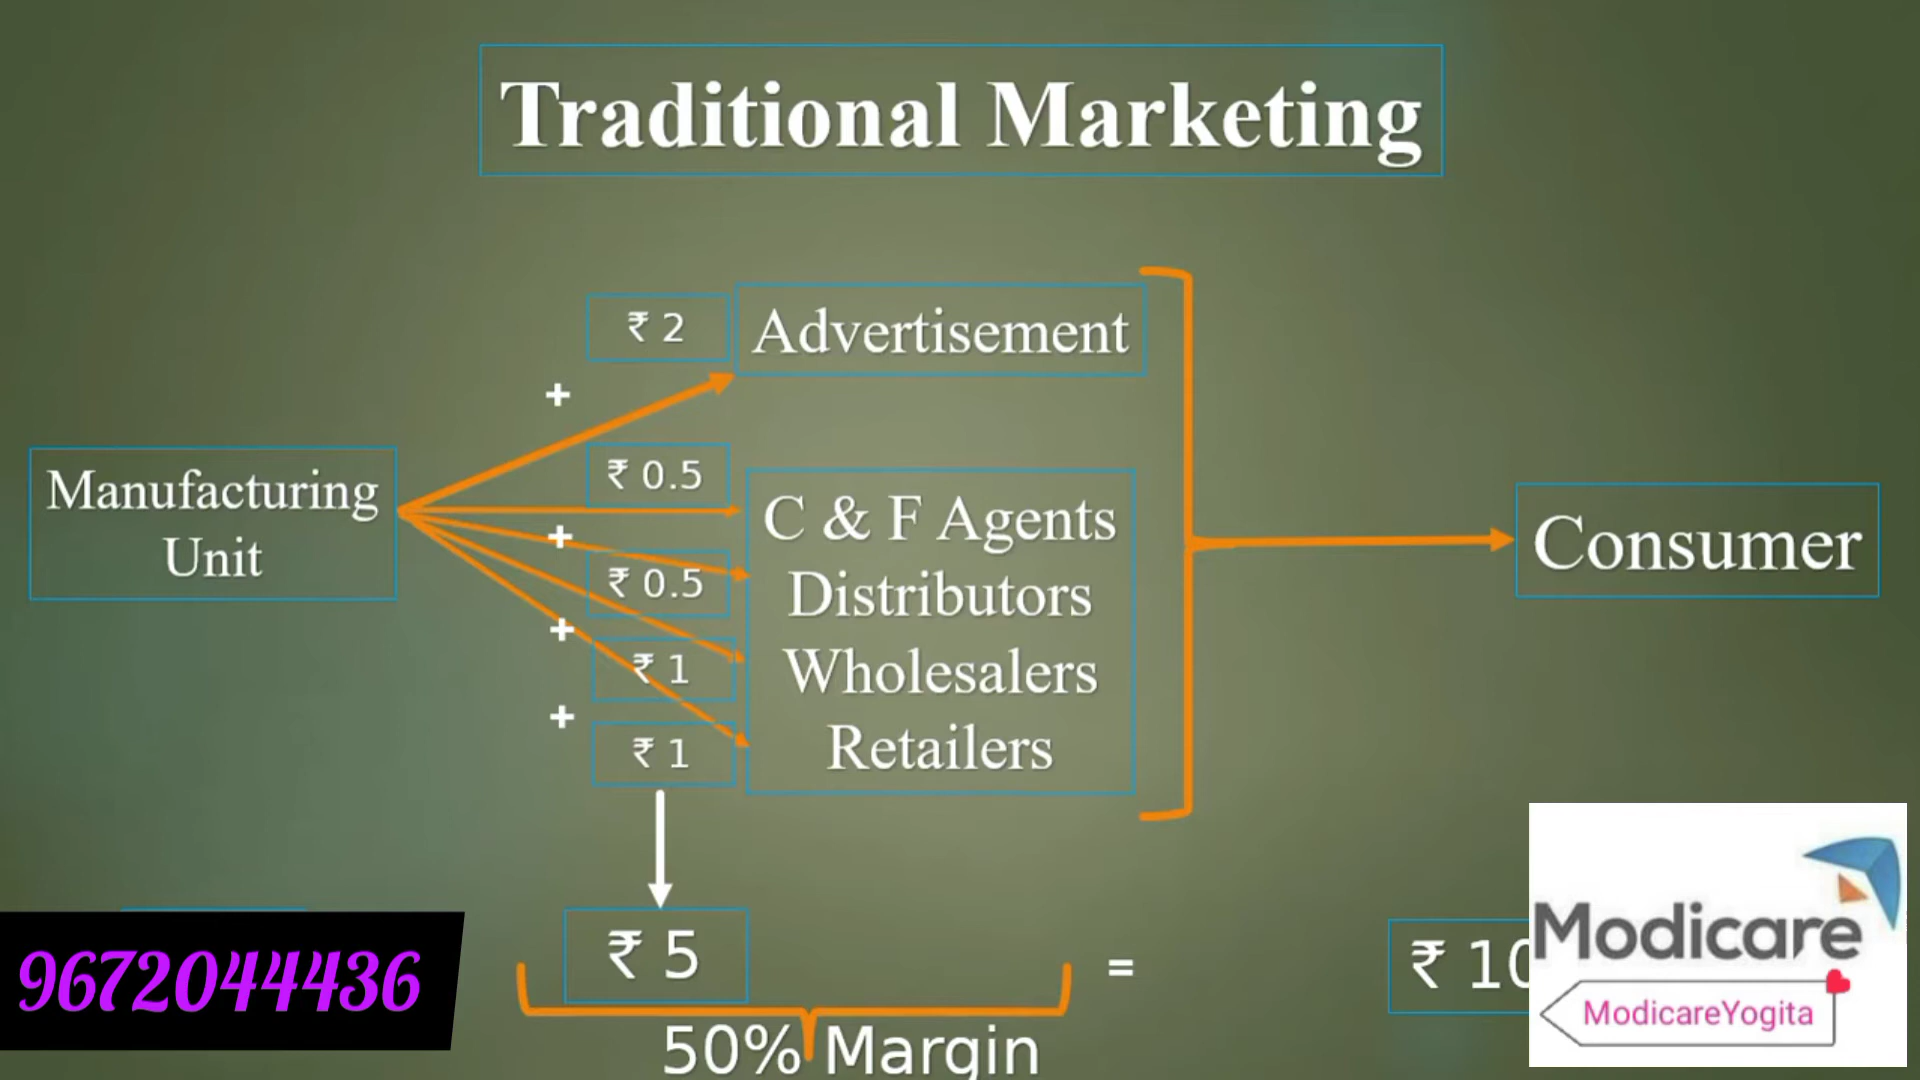 Traditional Marketing
₹ 2
Advertisement
+
Manufacturing
Unit
₹ 0.5
+
₹ 0.5
+
₹ 1
+
₹ 1
C & F Agents
Distributors
Wholesalers
Retailers
Consumer
₹ 5
=
₹ 10
50% Margin
9672044436
Modicare
ModicareYogita